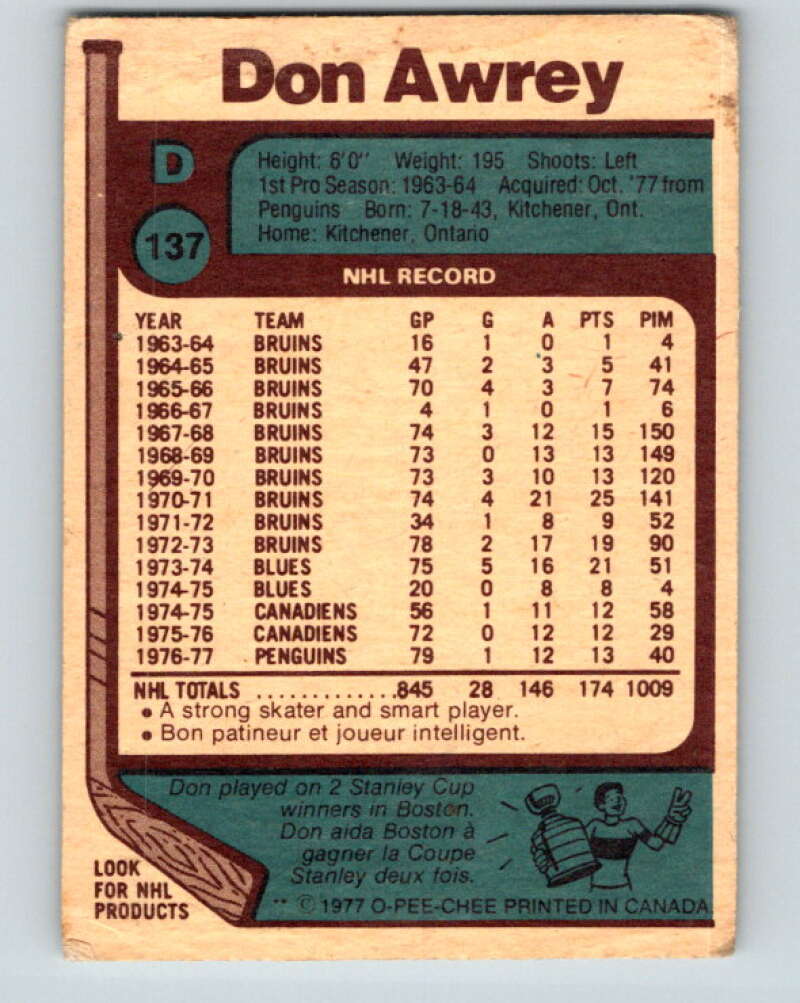 Don Awrey
D
137
Height: 6'0" Weight: 195 Shoots: Left
1st Pro Season: 1963-64 Acquired: Oct. '77 from
Penguins Born: 7-18-43, Kitchener, Ont.
Home: Kitchener, Ontario
NHL RECORD
YEAR TEAM GP G A PTS PIM
1963-64 BRUINS 16 1 0 1 4
1964-65 BRUINS 47 2 3 5 41
1965-66 BRUINS 70 4 3 7 74
1966-67 BRUINS 4 1 0 1 6
1967-68 BRUINS 74 3 12 15 150
1968-69 BRUINS 73 0 13 13 149
1969-70 BRUINS 73 3 10 13 120
1970-71 BRUINS 74 4 21 25 141
1971-72 BRUINS 34 1 8 9 52
1972-73 BRUINS 78 2 17 19 90
1973-74 BLUES 75 5 16 21 51
1974-75 BLUES 20 0 8 8 4
1974-75 CANADIENS 56 1 11 12 58
1975-76 CANADIENS 72 0 12 12 29
1976-77 PENGUINS 79 1 12 13 40
NHL TOTALS .............845 28 146 174 1009
• A strong skater and smart player.
• Bon patineur et joueur intelligent.
Don played on 2 Stanley Cup
winners in Boston.
Don aida Boston à
gagner la Coupe
Stanley deux fois.
LOOK
FOR NHL
PRODUCTS
** © 1977 O-PEE-CHEE PRINTED IN CANADA